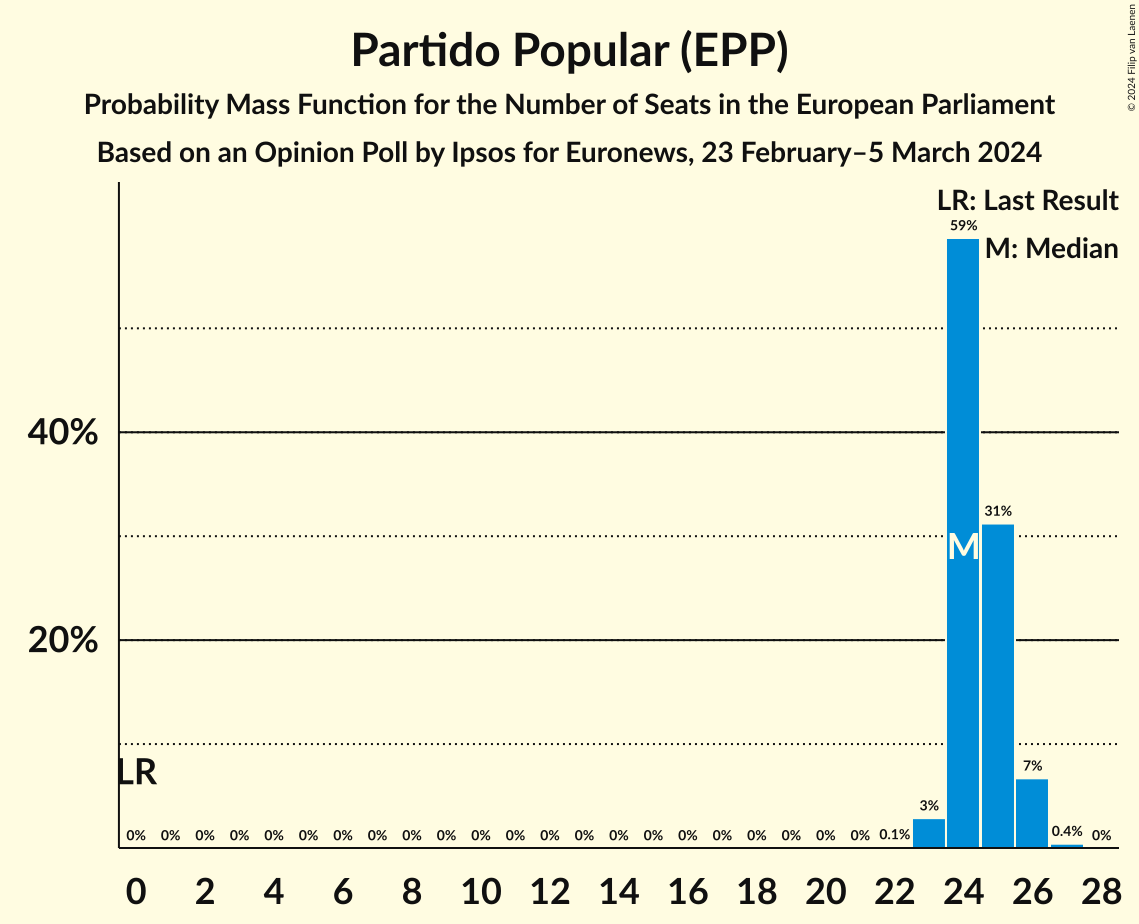 Partido Popular (EPP)
Probability Mass Function for the Number of Seats in the European Parliament
Based on an Opinion Poll by Ipsos for Euronews, 23 February–5 March 2024
© 2024 Filip van Laenen
LR: Last Result
M: Median
59%
40%
31%
M
20%
LR
7%
3%
0% 0% 0% 0% 0% 0% 0% 0% 0% 0% 0% 0% 0% 0% 0% 0% 0% 0% 0% 0% 0% 0% 0.1% 0.4% 0%
0 2 4 6 8 10 12 14 16 18 20 22 24 26 28